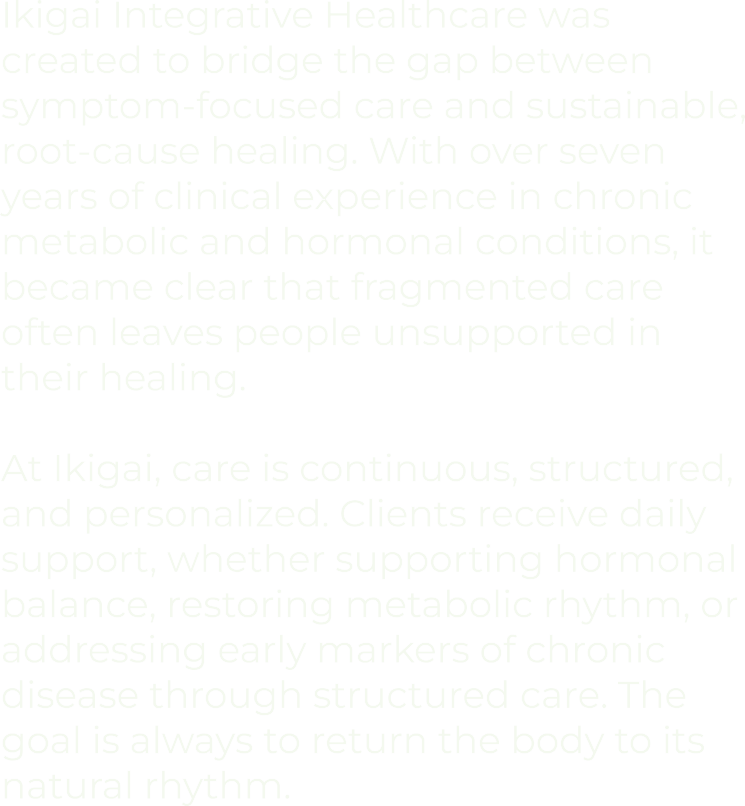 Ikigai Integrative Healthcare was
created to bridge the gap between
symptom-focused care and sustainable,
root-cause healing. With over seven
years of clinical experience in chronic
metabolic and hormonal conditions, it
became clear that fragmented care
often leaves people unsupported in
their healing.
At Ikigai, care is continuous, structured,
and personalized. Clients receive daily
support, whether supporting hormonal
balance, restoring metabolic rhythm, or
addressing early markers of chronic
disease through structured care. The
goal is always to return the body to its
natural rhythm.